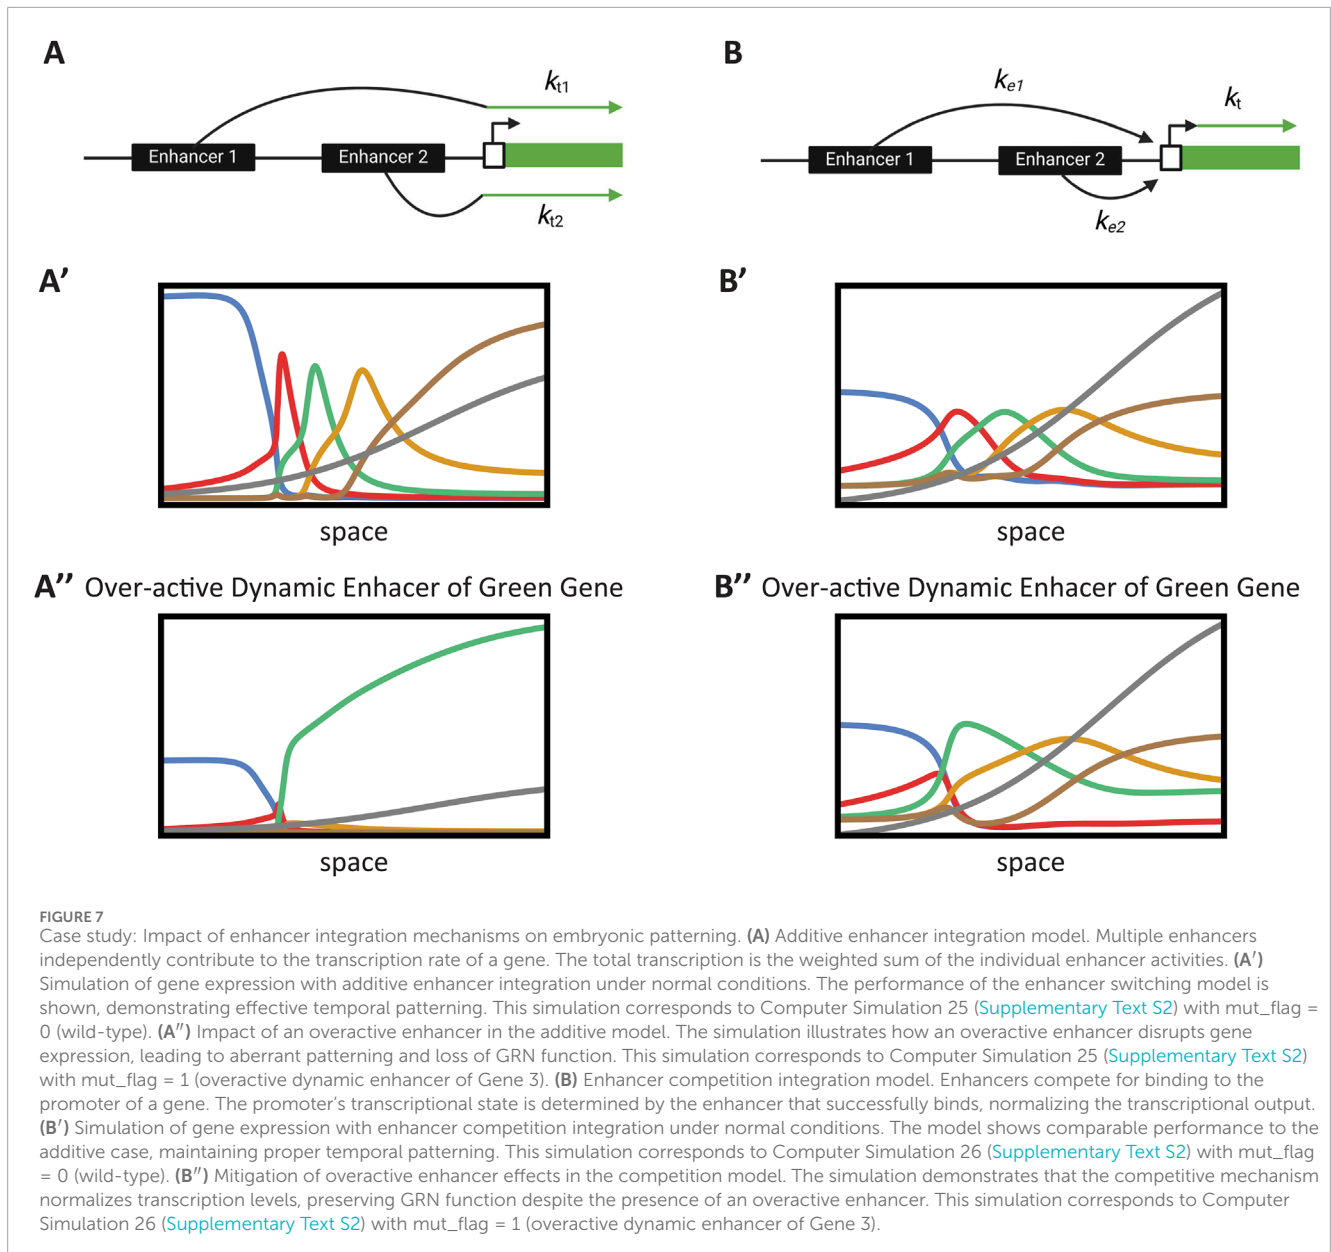 A
k_t1
Enhancer 1
Enhancer 2
k_t2
B
k_e1
k_t
Enhancer 1
Enhancer 2
k_e2
A′
space
B′
space
A″ Over-active Dynamic Enhacer of Green Gene
space
B″ Over-active Dynamic Enhacer of Green Gene
space
FIGURE 7
Case study: Impact of enhancer integration mechanisms on embryonic patterning. (A) Additive enhancer integration model. Multiple enhancers
independently contribute to the transcription rate of a gene. The total transcription is the weighted sum of the individual enhancer activities. (A′)
Simulation of gene expression with additive enhancer integration under normal conditions. The performance of the enhancer switching model is
shown, demonstrating effective temporal patterning. This simulation corresponds to Computer Simulation 25 (Supplementary Text S2) with mut_flag =
0 (wild-type). (A″) Impact of an overactive enhancer in the additive model. The simulation illustrates how an overactive enhancer disrupts gene
expression, leading to aberrant patterning and loss of GRN function. This simulation corresponds to Computer Simulation 25 (Supplementary Text S2)
with mut_flag = 1 (overactive dynamic enhancer of Gene 3). (B) Enhancer competition integration model. Enhancers compete for binding to the
promoter of a gene. The promoter's transcriptional state is determined by the enhancer that successfully binds, normalizing the transcriptional output.
(B′) Simulation of gene expression with enhancer competition integration under normal conditions. The model shows comparable performance to the
additive case, maintaining proper temporal patterning. This simulation corresponds to Computer Simulation 26 (Supplementary Text S2) with mut_flag
= 0 (wild-type). (B″) Mitigation of overactive enhancer effects in the competition model. The simulation demonstrates that the competitive mechanism
normalizes transcription levels, preserving GRN function despite the presence of an overactive enhancer. This simulation corresponds to Computer
Simulation 26 (Supplementary Text S2) with mut_flag = 1 (overactive dynamic enhancer of Gene 3).